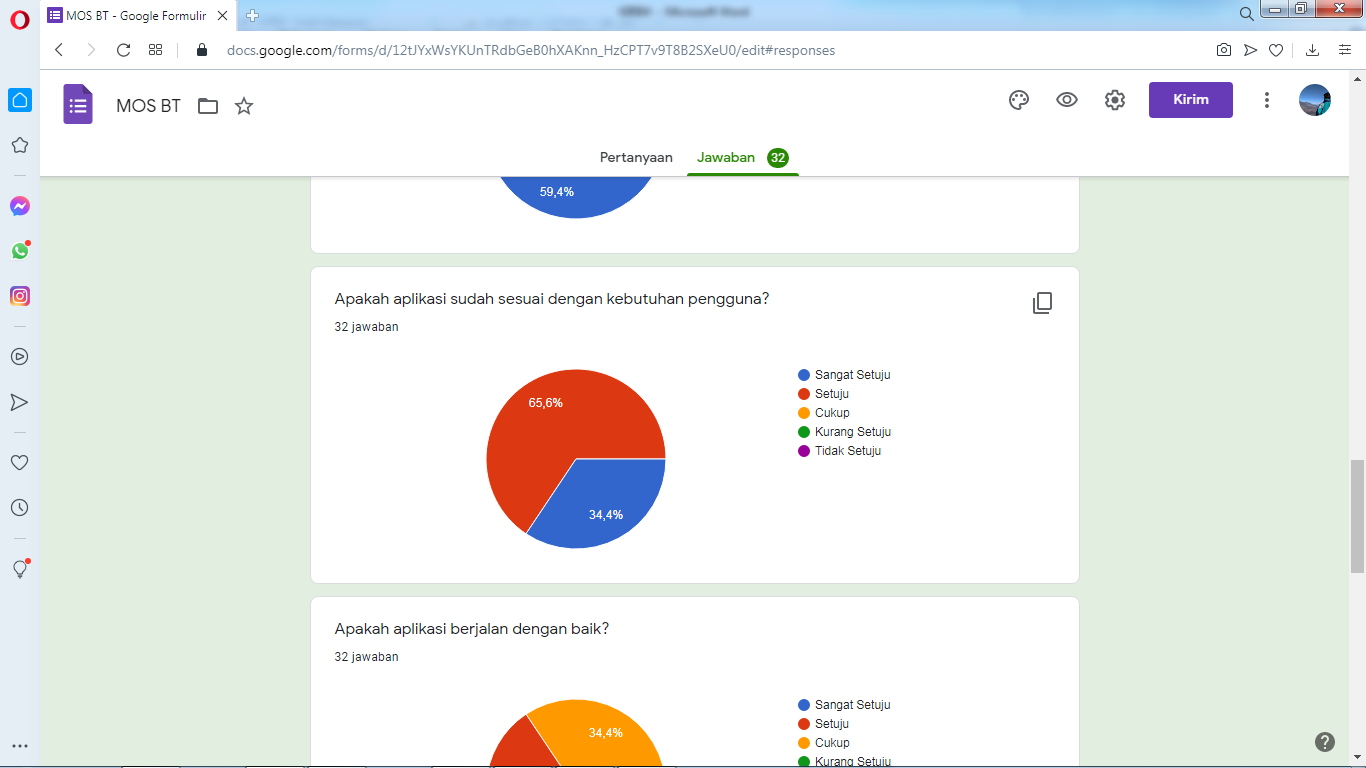 MOS BT - Google Formulir
Microsoft Word
docs.google.com/forms/d/12tJYxWsYKUnTRdbGeB0hXAKnn_HzCPT7v9T8B2SXeU0/edit#responses
MOS BT
Kirim
Pertanyaan
Jawaban 32
59,4%
Apakah aplikasi sudah sesuai dengan kebutuhan pengguna?
32 jawaban
65,6%
34,4%
Sangat Setuju
Setuju
Cukup
Kurang Setuju
Tidak Setuju
Apakah aplikasi berjalan dengan baik?
32 jawaban
34,4%
Sangat Setuju
Setuju
Cukup
Kurang Setuju